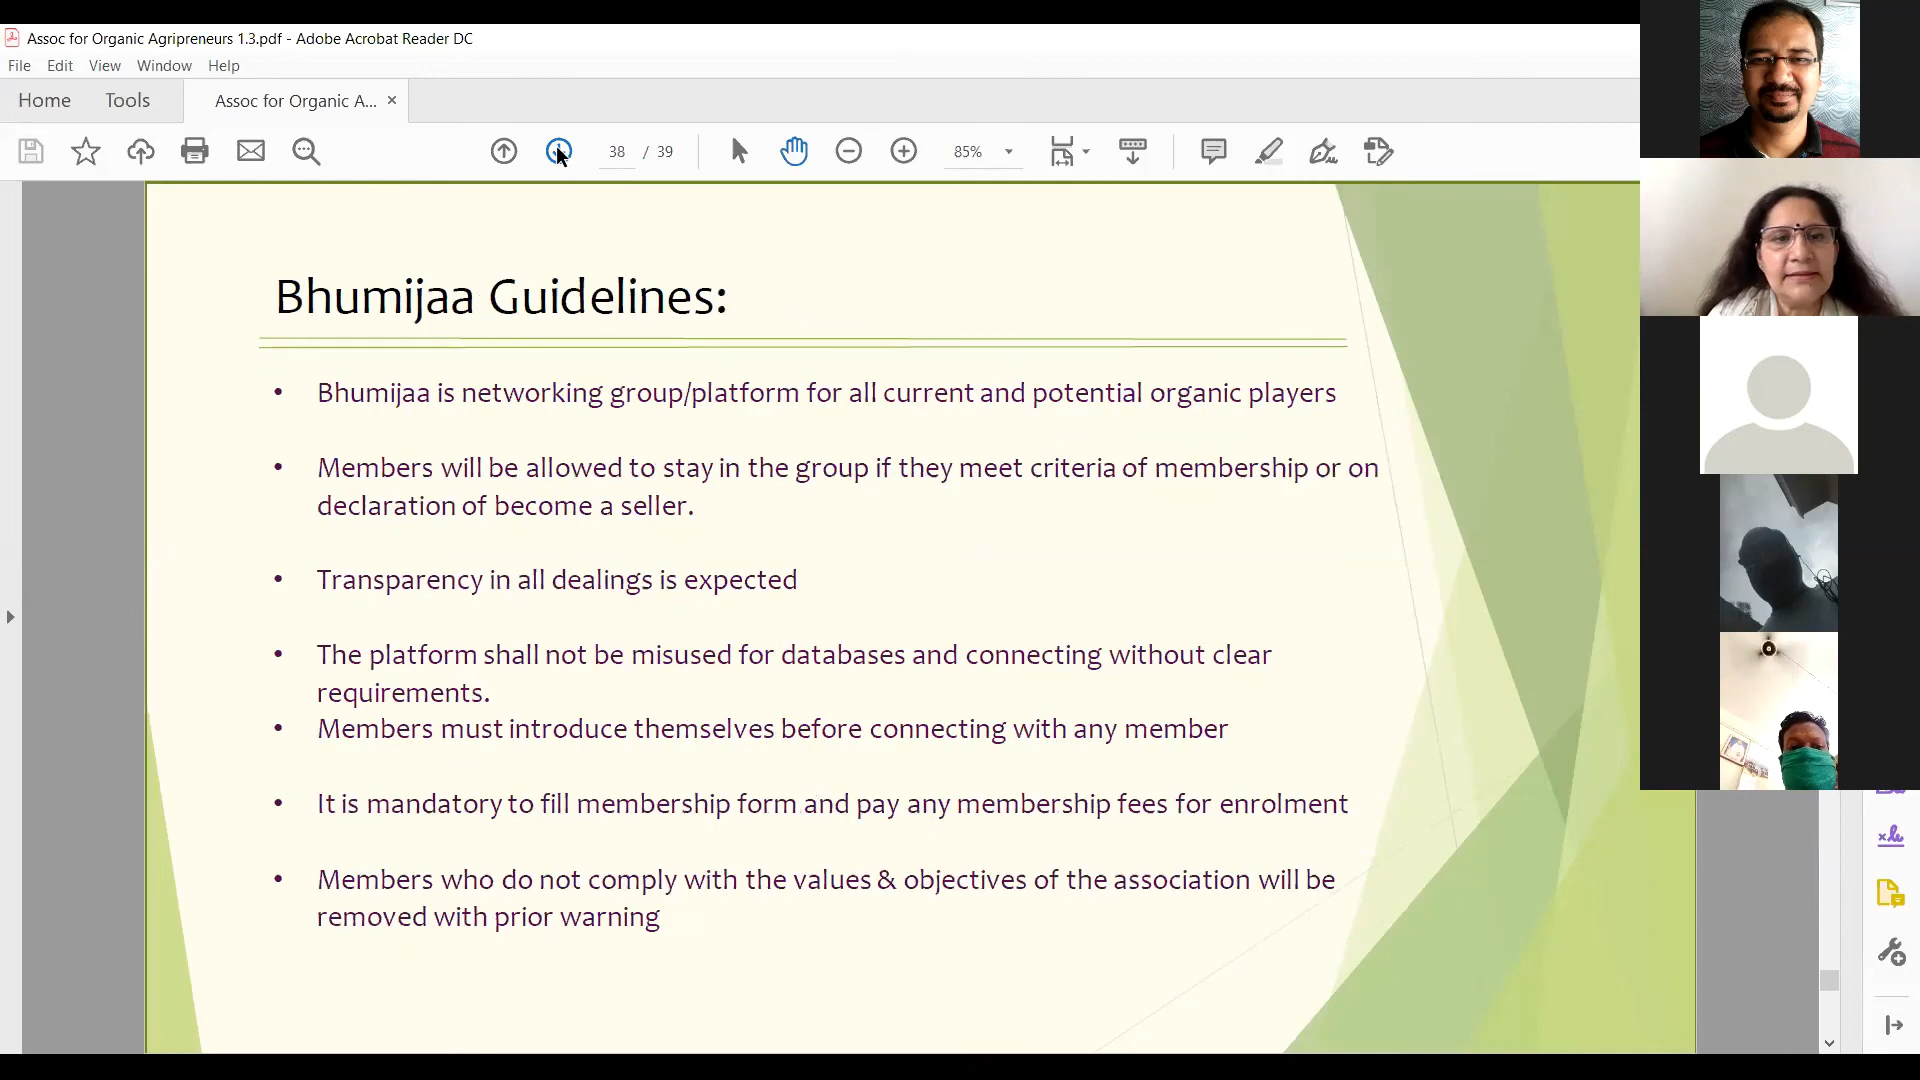 Assoc for Organic Agripreneurs 1.3.pdf - Adobe Acrobat Reader DC
File Edit View Window Help
Home Tools Assoc for Organic A... ×
38 / 39 85%
Bhumijaa Guidelines:
• Bhumijaa is networking group/platform for all current and potential organic players
• Members will be allowed to stay in the group if they meet criteria of membership or on
declaration of become a seller.
• Transparency in all dealings is expected
• The platform shall not be misused for databases and connecting without clear
requirements.
• Members must introduce themselves before connecting with any member
• It is mandatory to fill membership form and pay any membership fees for enrolment
• Members who do not comply with the values & objectives of the association will be
removed with prior warning